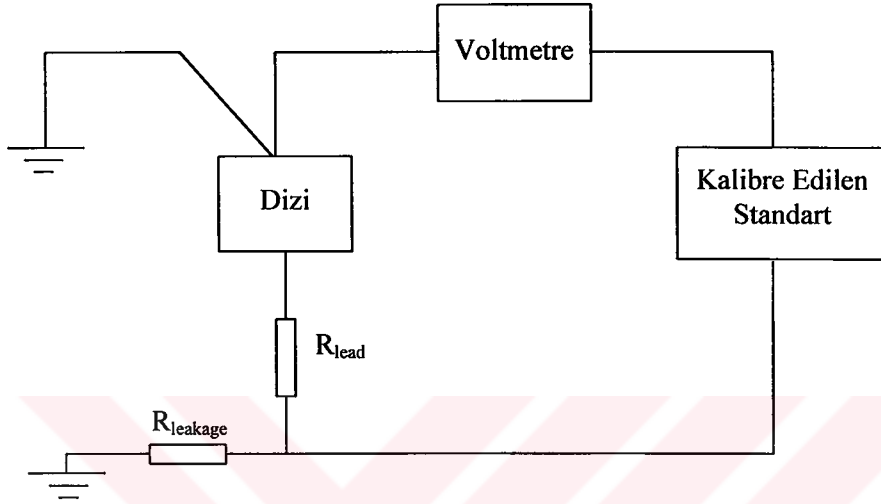 Voltmetre
Kalibre Edilen
Standart
Dizi
Rlead
Rleakage